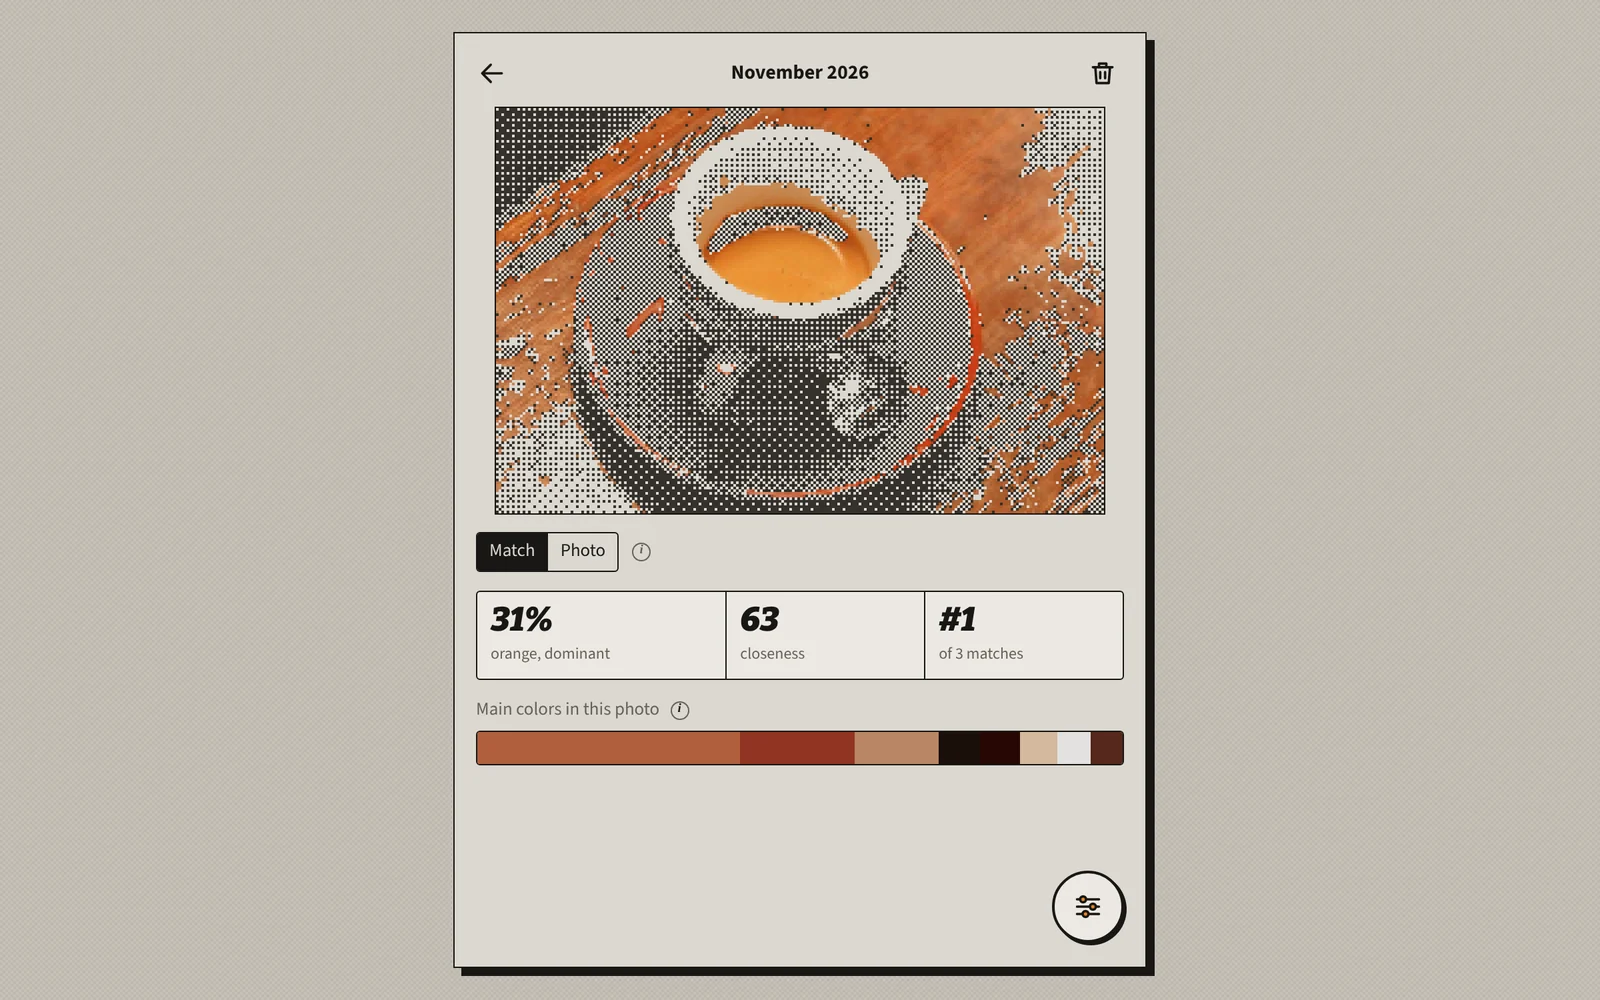 November 2026
Match Photo i
31% 63 #1
orange, dominant closeness of 3 matches
Main colors in this photo i